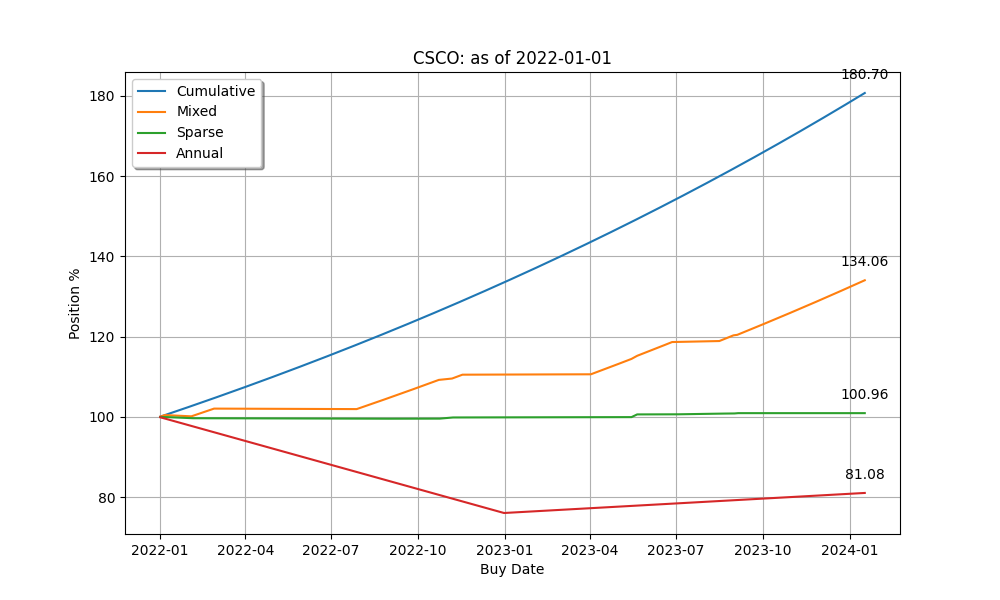 CSCO: as of 2022-01-01
Cumulative
Mixed
Sparse
Annual
180.70
134.06
100.96
81.08
Position %
180
160
140
120
100
80
2022-01 2022-04 2022-07 2022-10 2023-01 2023-04 2023-07 2023-10 2024-01
Buy Date